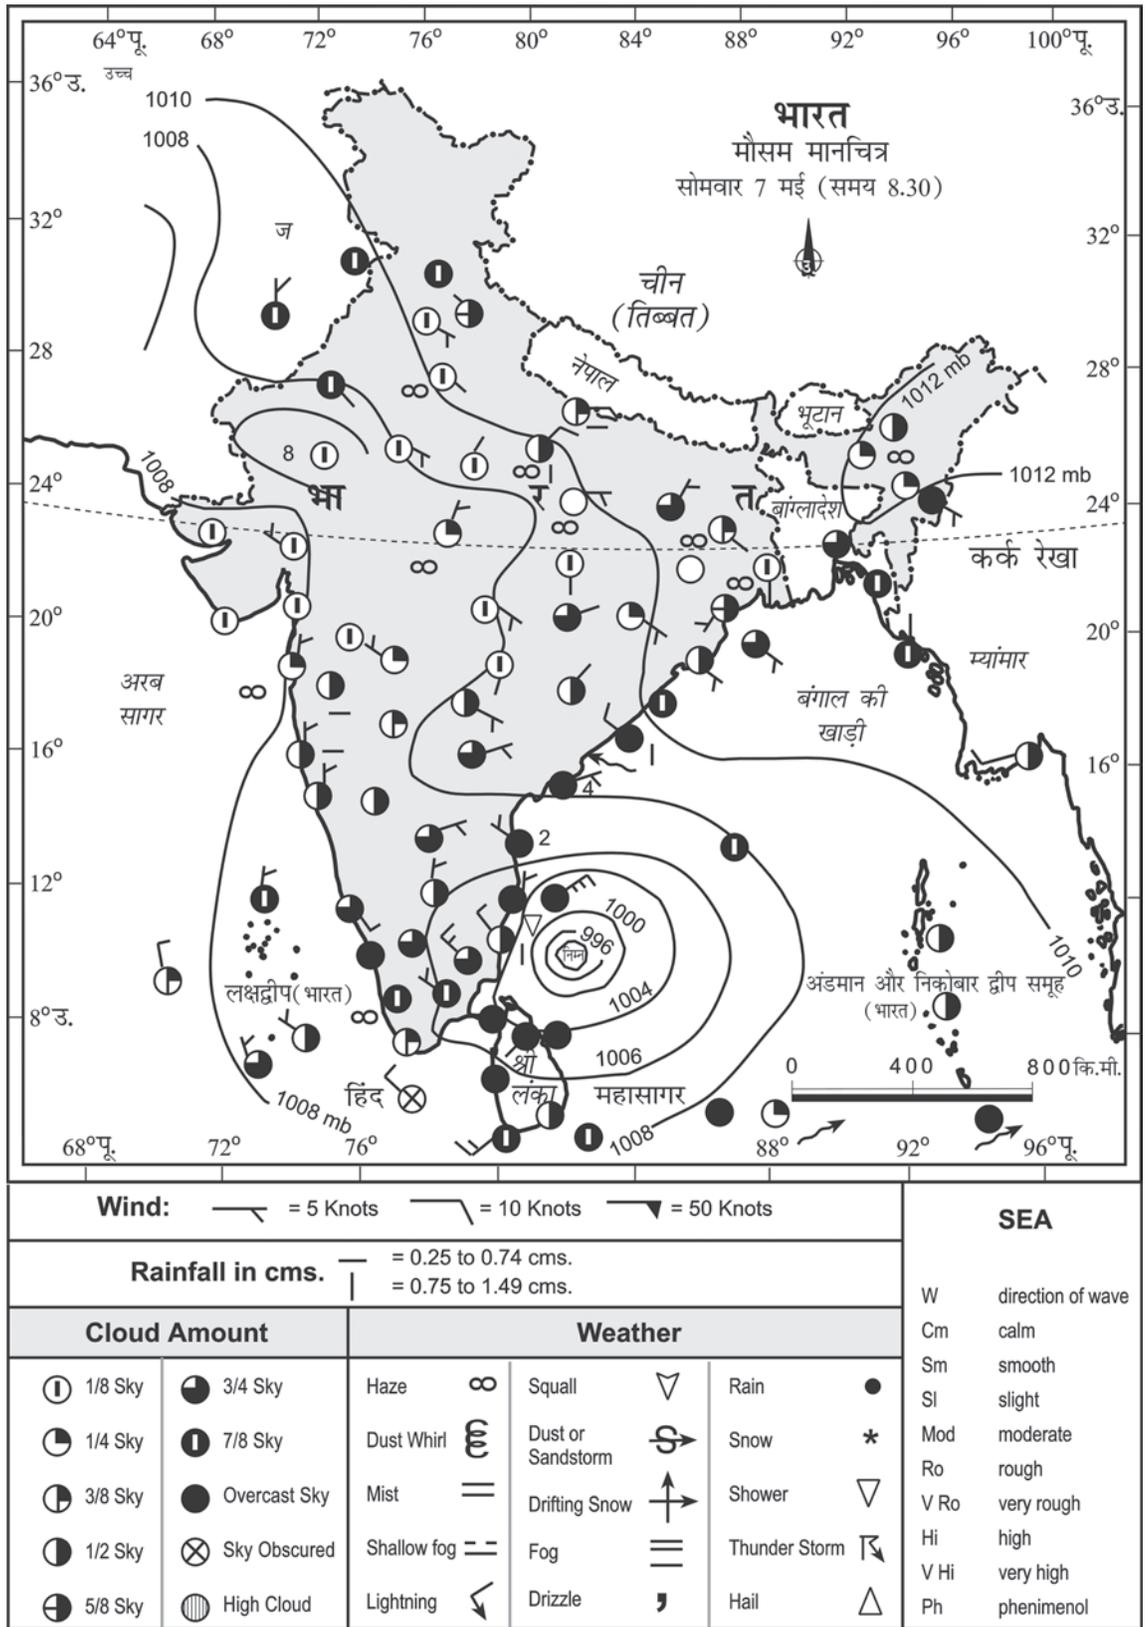 64°पू. 68° 72° 76° 80° 84° 88° 92° 96° 100°पू.
36°उ. उच्च
1010
1008
भारत
मौसम मानचित्र
सोमवार 7 मई (समय 8.30)
36°उ.
32° ज 32°
उ
चीन
(तिब्बत)
28 नेपाल 28°
भूटान 1012 mb
8
1008 1012 mb
24° भा र त 24°
बांग्लादेश
कर्क रेखा
20° 20°
म्यांमार
अरब
सागर
बंगाल की
खाड़ी
16° 16°
4
2
12° 12°
1000
996
निम्न
1010
1004
लक्षद्वीप(भारत)
अंडमान और निकोबार द्वीप समूह
(भारत)
8°उ. 8°
1006
श्री
लंका
0 400 800 कि.मी.
हिंद महासागर
1008 mb
1008
68°पू. 72° 76° 88° 92° 96°पू.
Wind: = 5 Knots = 10 Knots = 50 Knots
Rainfall in cms. = 0.25 to 0.74 cms.
= 0.75 to 1.49 cms.
Cloud Amount
1/8 Sky 3/4 Sky
1/4 Sky 7/8 Sky
3/8 Sky Overcast Sky
1/2 Sky Sky Obscured
5/8 Sky High Cloud
Weather
Haze Squall Rain
Dust Whirl Dust or Sandstorm Snow
Mist Drifting Snow Shower
Shallow fog Fog Thunder Storm
Lightning Drizzle Hail
SEA
W direction of wave
Cm calm
Sm smooth
Sl slight
Mod moderate
Ro rough
V Ro very rough
Hi high
V Hi very high
Ph phenimenol